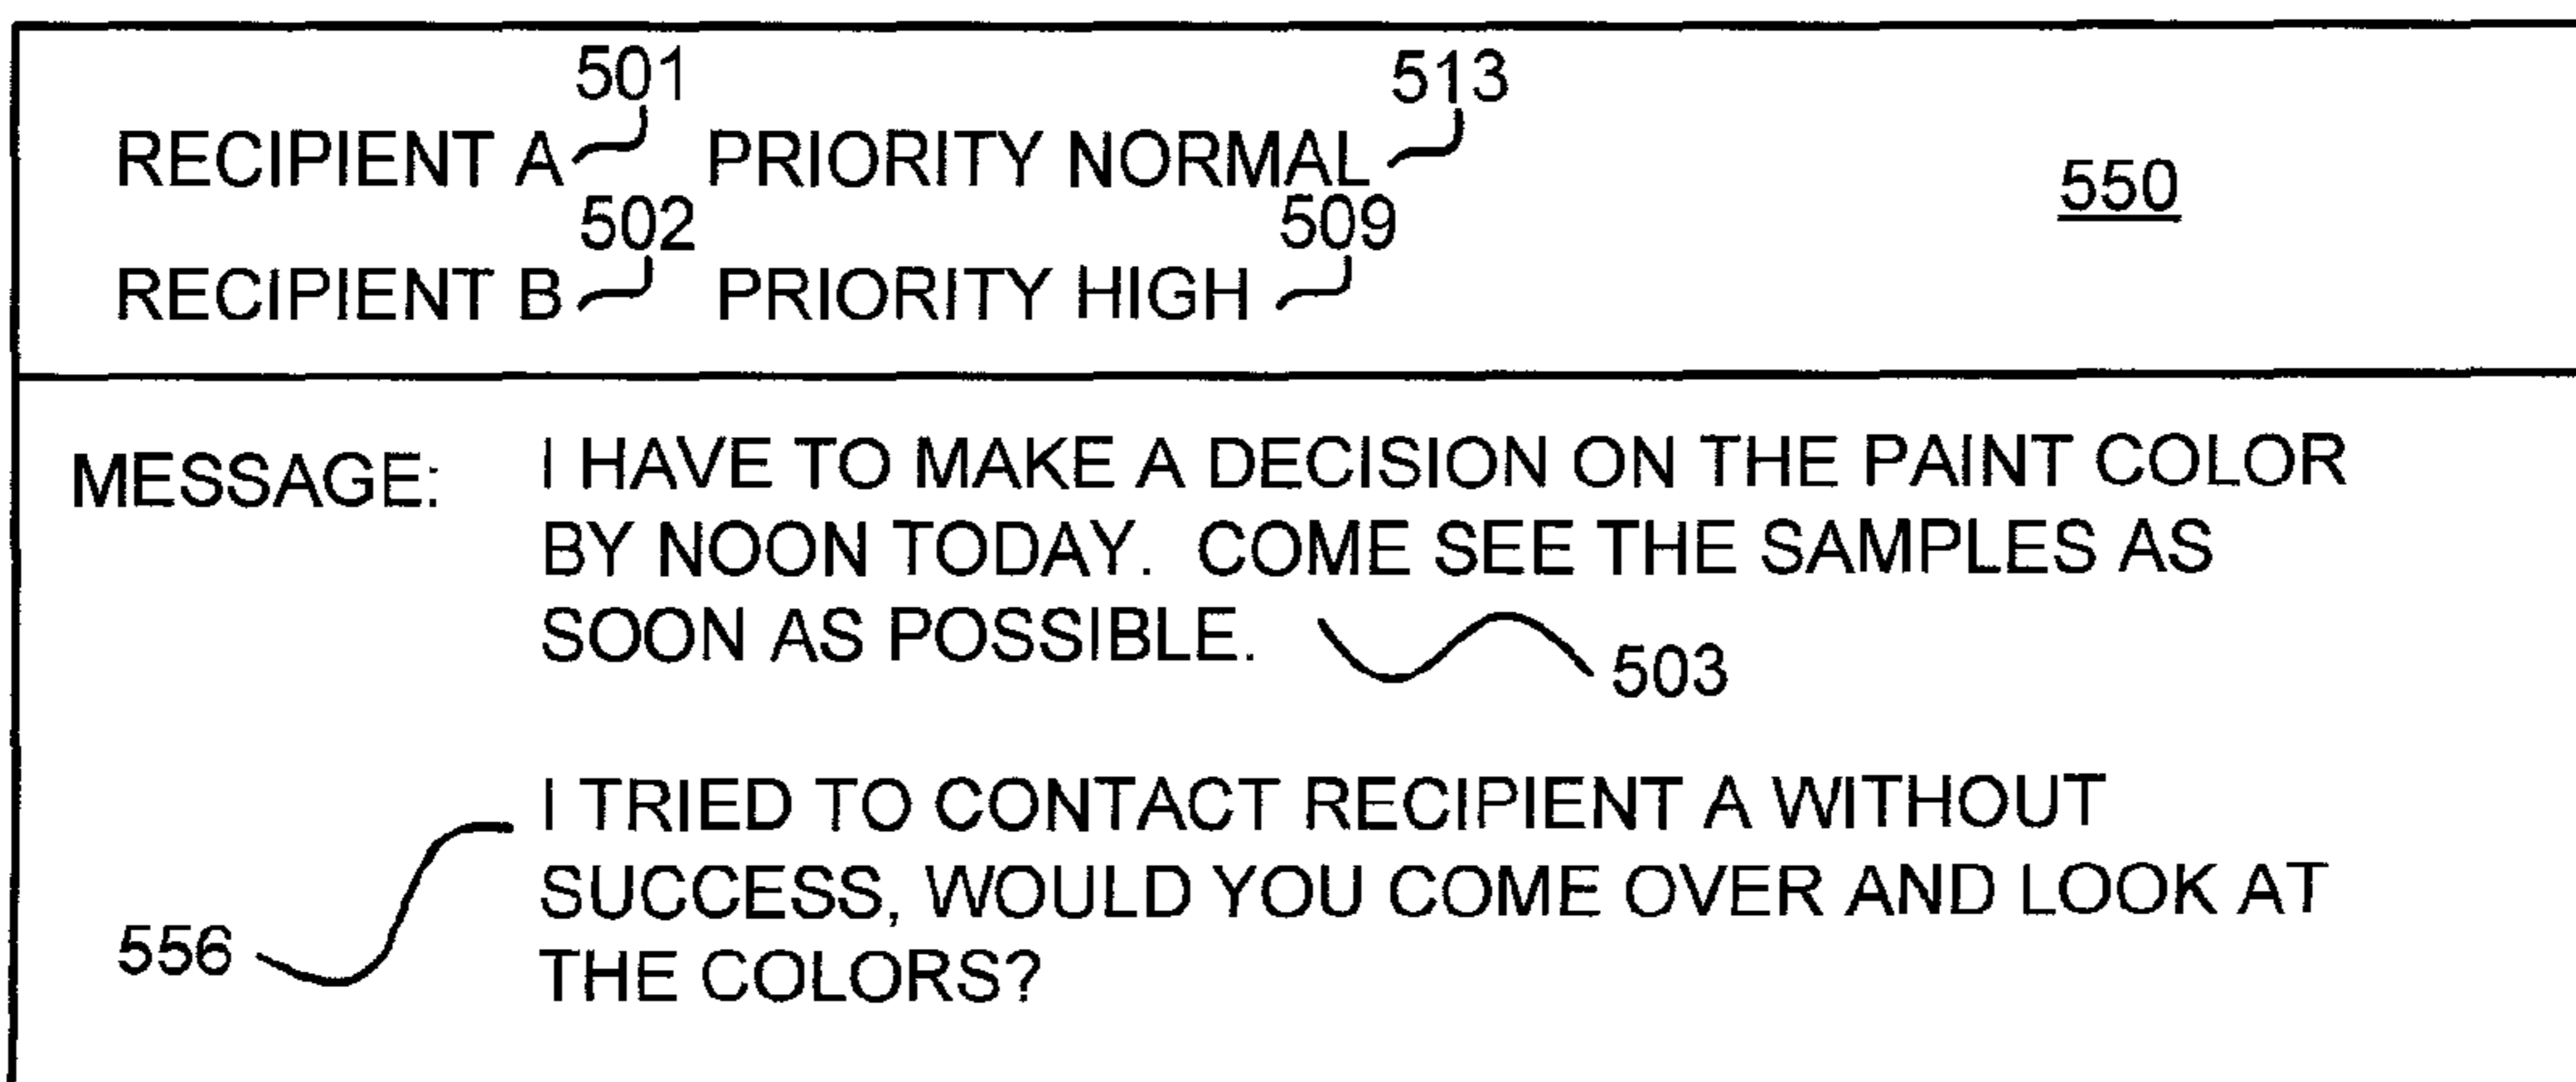 501 513
RECIPIENT A PRIORITY NORMAL
550
502 509
RECIPIENT B PRIORITY HIGH
MESSAGE: I HAVE TO MAKE A DECISION ON THE PAINT COLOR
BY NOON TODAY. COME SEE THE SAMPLES AS
SOON AS POSSIBLE.
503
I TRIED TO CONTACT RECIPIENT A WITHOUT
SUCCESS, WOULD YOU COME OVER AND LOOK AT
556
THE COLORS?